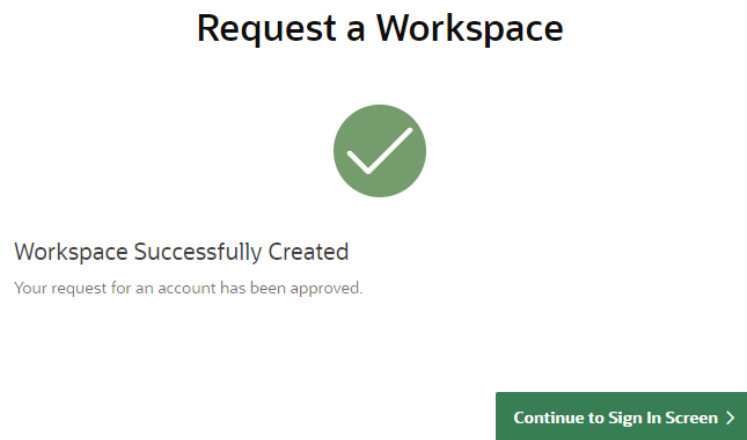 Request a Workspace
Workspace Successfully Created
Your request for an account has been approved.
Continue to Sign In Screen